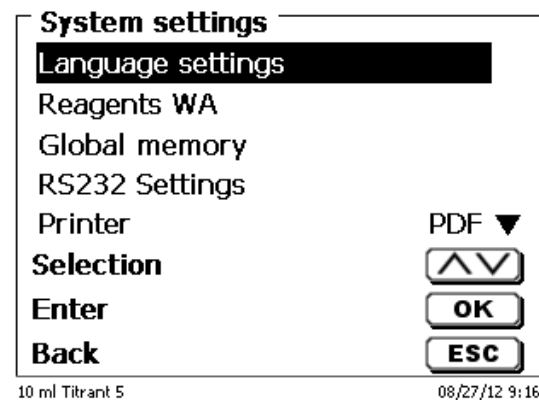 System settings
Language settings
Reagents WA
Global memory
RS232 Settings
Printer PDF ▼
Selection
Enter OK
Back ESC
10 ml Titrant 5 08/27/12 9:16